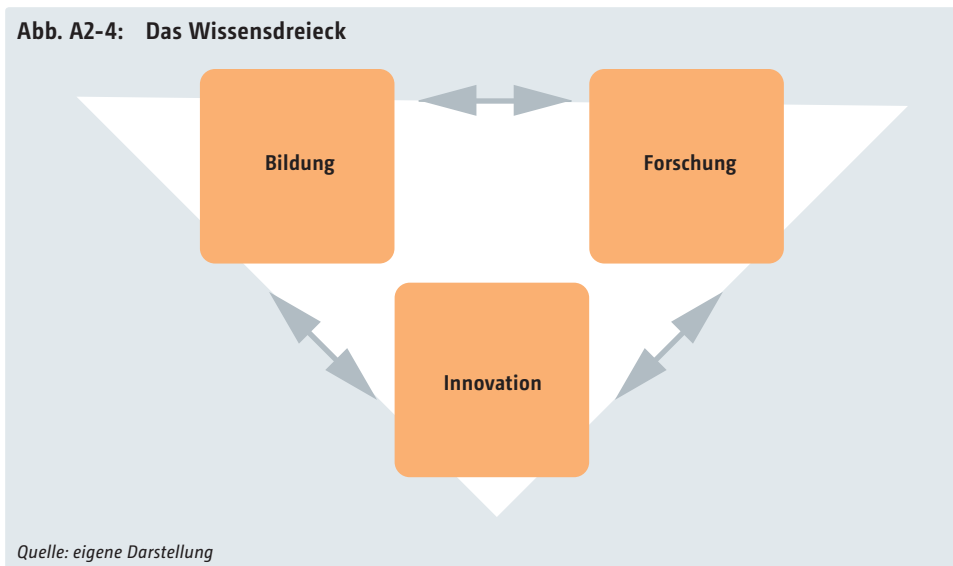 Abb. A2-4: Das Wissensdreieck
Bildung
Forschung
Innovation
Quelle: eigene Darstellung